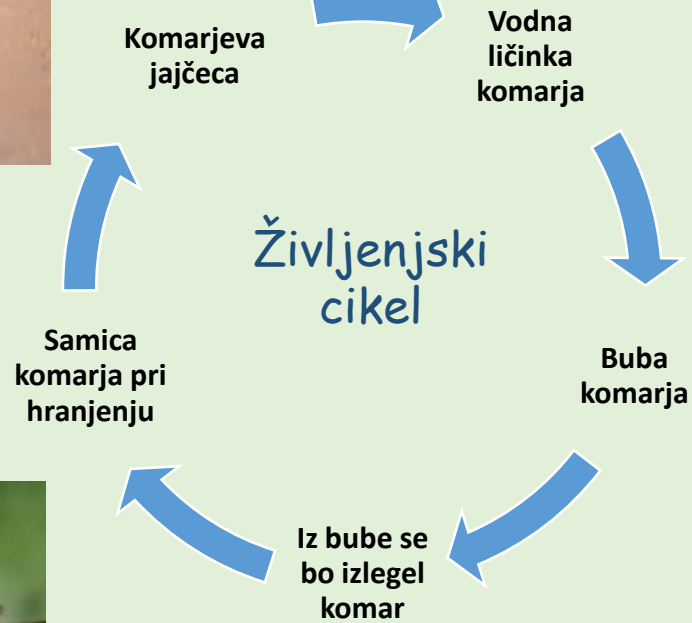 Komarjeva
jajčeca
Vodna
ličinka
komarja
Življenjski
cikel
Buba
komarja
Iz bube se
bo izlegel
komar
Samica
komarja pri
hranjenju